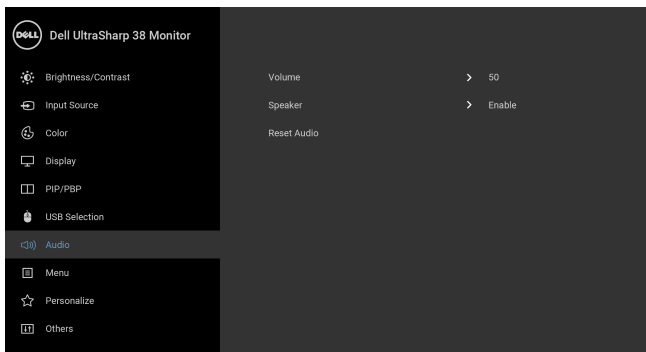 DELL Dell UltraSharp 38 Monitor
Brightness/Contrast
Input Source
Color
Display
PIP/PBP
USB Selection
Audio
Menu
Personalize
Others
Volume > 50
Speaker > Enable
Reset Audio